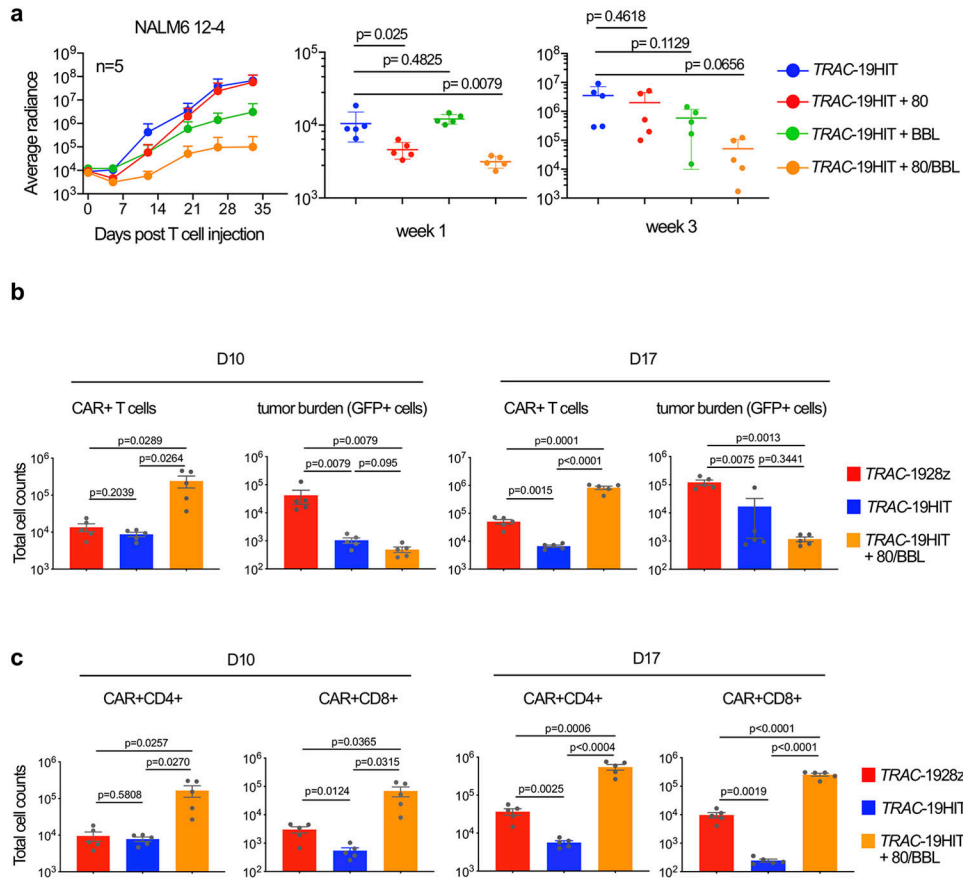 a
NALM6 12-4
n=5
Average radiance
10⁹
10⁸
10⁷
10⁶
10⁵
10⁴
10³
0 7 14 21 28 35
Days post T cell injection
p= 0.025
p= 0.4825
p= 0.0079
10⁵
10⁴
10³
week 1
p= 0.4618
p= 0.1129
p= 0.0656
10⁸
10⁷
10⁶
10⁵
10⁴
10³
week 3
TRAC-19HIT
TRAC-19HIT + 80
TRAC-19HIT + BBL
TRAC-19HIT + 80/BBL
b
D10
D17
CAR+ T cells
tumor burden (GFP+ cells)
CAR+ T cells
tumor burden (GFP+ cells)
Total cell counts
p=0.0289
p=0.0264
p=0.2039
10⁶
10⁵
10⁴
10³
p=0.0079
p=0.0079
p=0.095
10⁶
10⁵
10⁴
10³
10²
p=0.0001
p<0.0001
p=0.0015
10⁷
10⁶
10⁵
10⁴
10³
p=0.0013
p=0.0075
p=0.3441
10⁶
10⁵
10⁴
10³
10²
TRAC-1928z
TRAC-19HIT
TRAC-19HIT
+ 80/BBL
c
D10
D17
CAR+CD4+
CAR+CD8+
CAR+CD4+
CAR+CD8+
Total cell counts
p=0.0257
p=0.0270
p=0.5808
10⁶
10⁵
10⁴
10³
p=0.0365
p=0.0315
p=0.0124
10⁶
10⁵
10⁴
10³
10²
p=0.0006
p<0.0004
p=0.0025
10⁶
10⁵
10⁴
10³
p<0.0001
p<0.0001
p=0.0019
10⁶
10⁵
10⁴
10³
10²
TRAC-1928z
TRAC-19HIT
TRAC-19HIT
+ 80/BBL